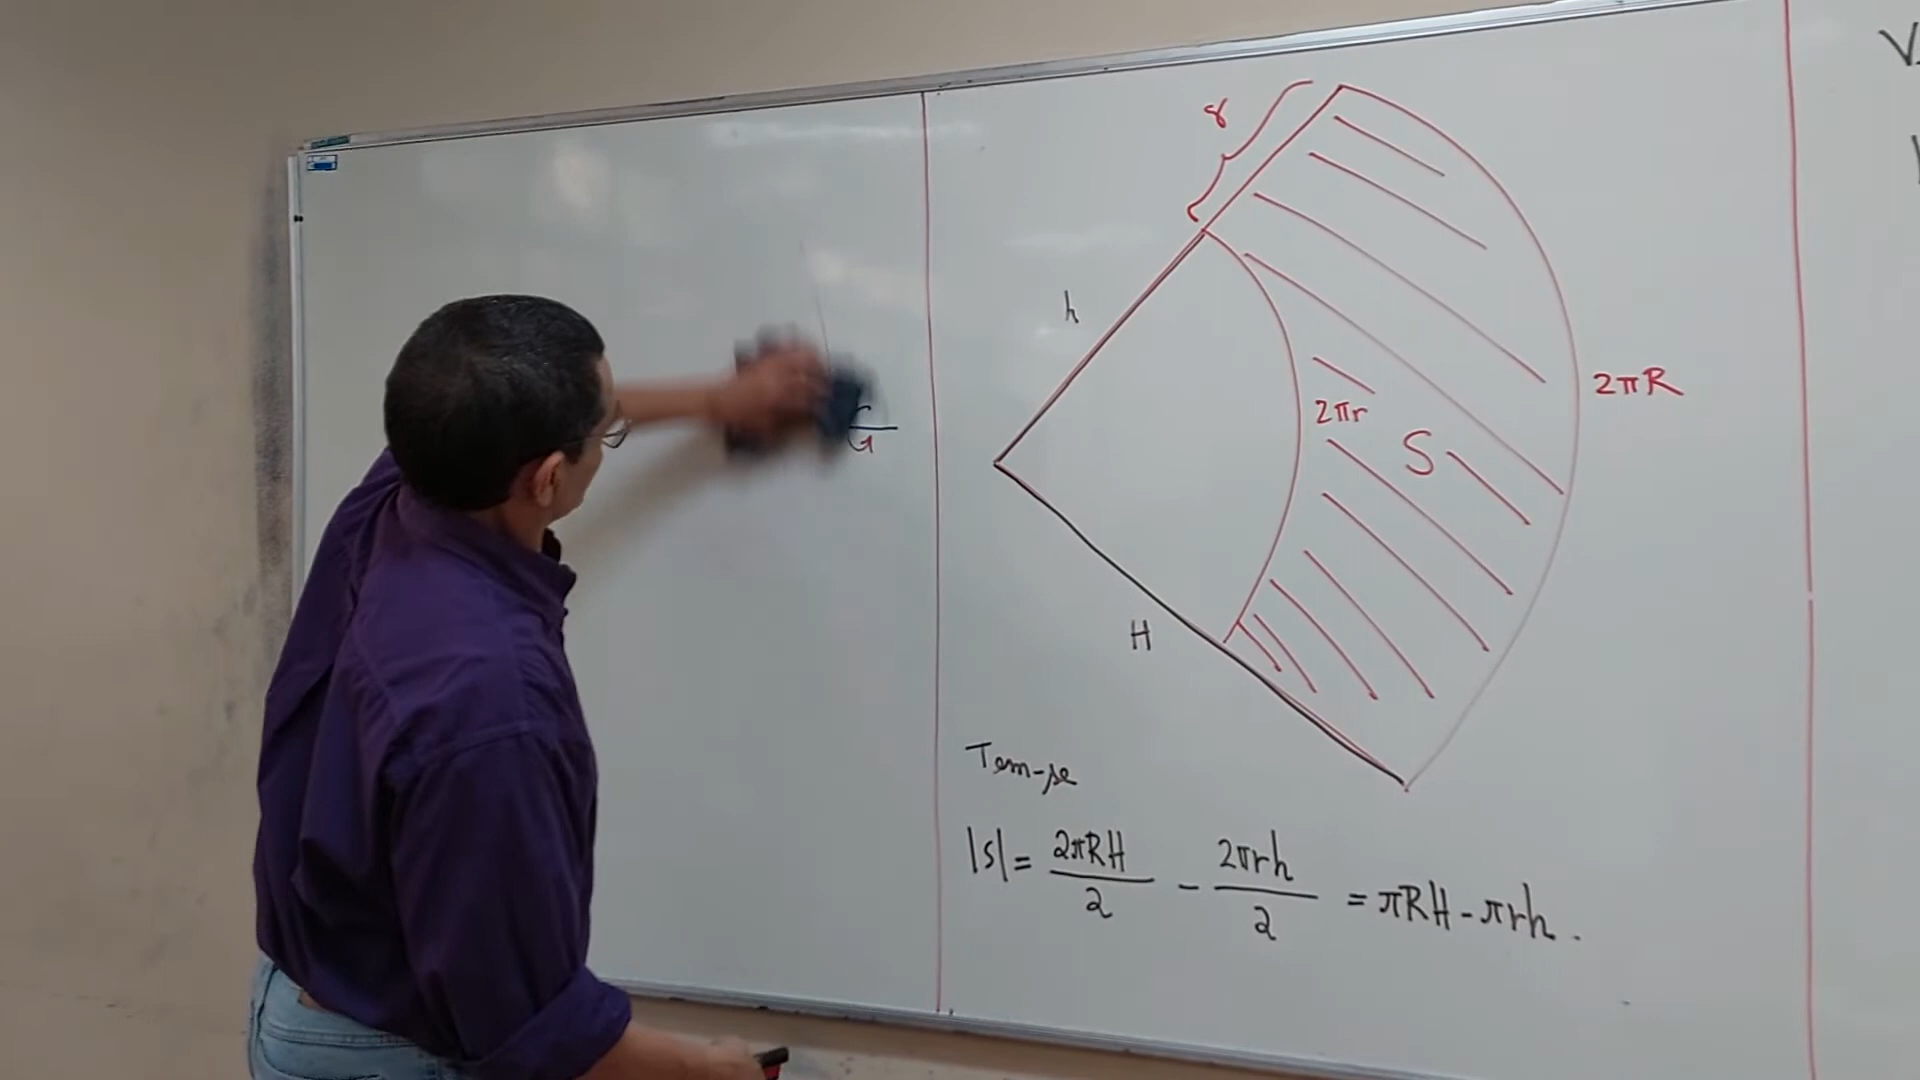 h
2πr
S
2πR
H
Tem-se
|S| = 2πRH/2 - 2πrh/2 = πRH - πrh.